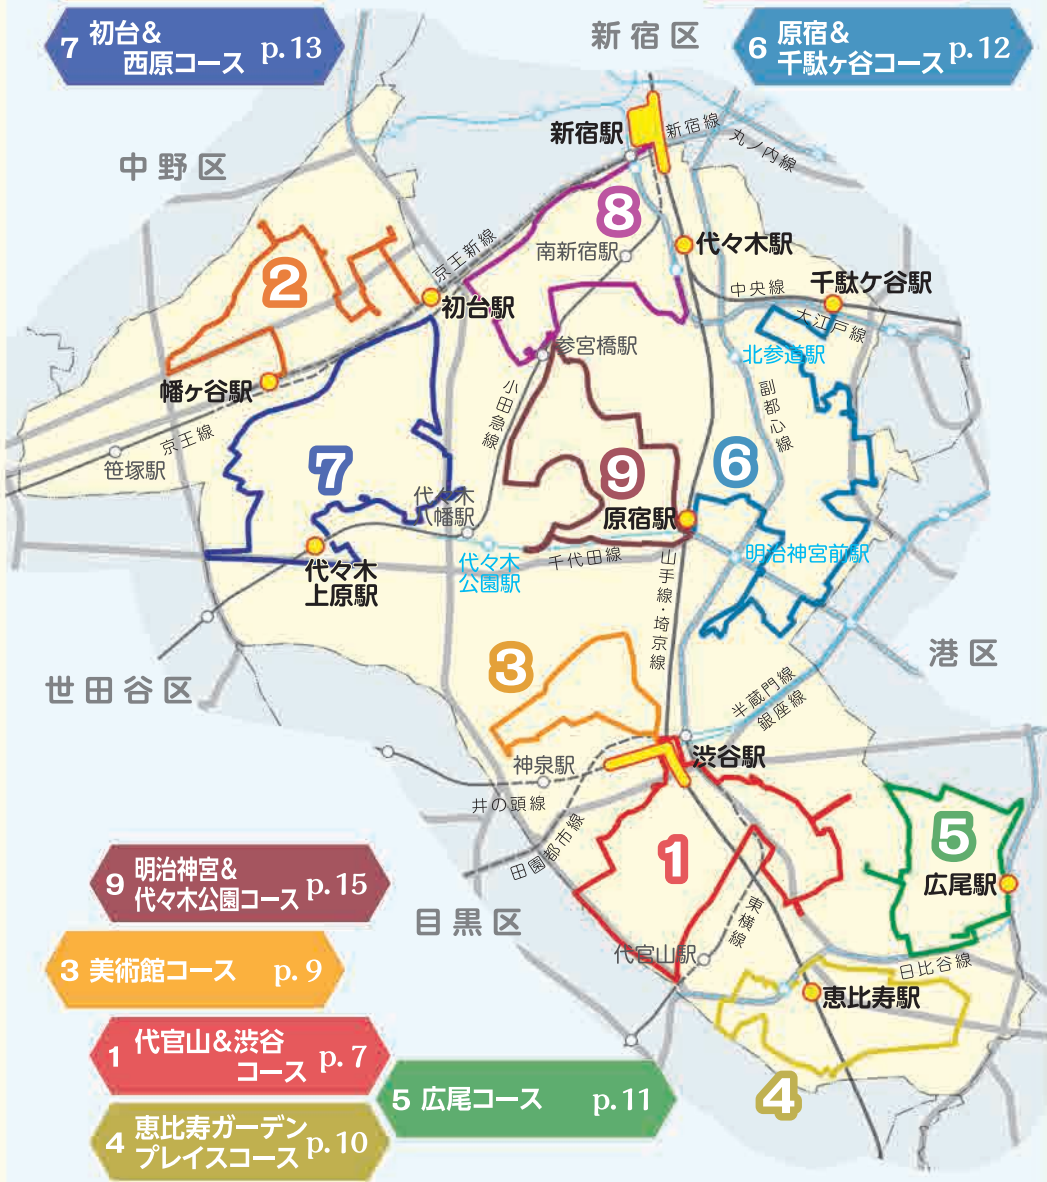 7 初台&
西原コース p.13
新宿区
6 原宿&
千駄ヶ谷コース p.12
新宿駅
新宿線
丸ノ内線
中野区
8
京王新線
南新宿駅
代々木駅
2
中央線
千駄ケ谷駅
初台駅
大江戸線
参宮橋駅
北参道駅
幡ヶ谷駅
小田急線
副都心線
京王線
笹塚駅
7
9
6
代々木
八幡駅
原宿駅
千代田線
明治神宮前駅
代々木
上原駅
代々木
公園駅
山手線・埼京線
3
港区
世田谷区
半蔵門線
銀座線
渋谷駅
神泉駅
井の頭線
田園都市線
1
5
広尾駅
9 明治神宮&
代々木公園コース p.15
目黒区
東横線
代官山駅
日比谷線
3 美術館コース p.9
恵比寿駅
1 代官山&渋谷
コース p.7
4
5 広尾コース p.11
4 恵比寿ガーデン
プレイスコース p.10